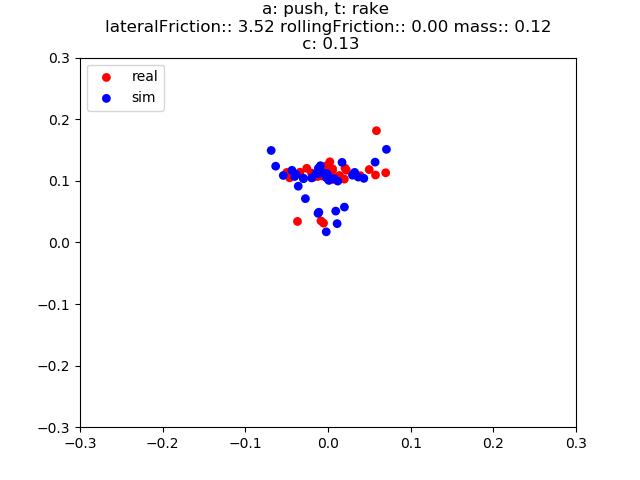 a: push, t: rake
lateralFriction:: 3.52 rollingFriction:: 0.00 mass:: 0.12
c: 0.13
real
sim
0.3
0.2
0.1
0.0
−0.1
−0.2
−0.3
−0.3 −0.2 −0.1 0.0 0.1 0.2 0.3